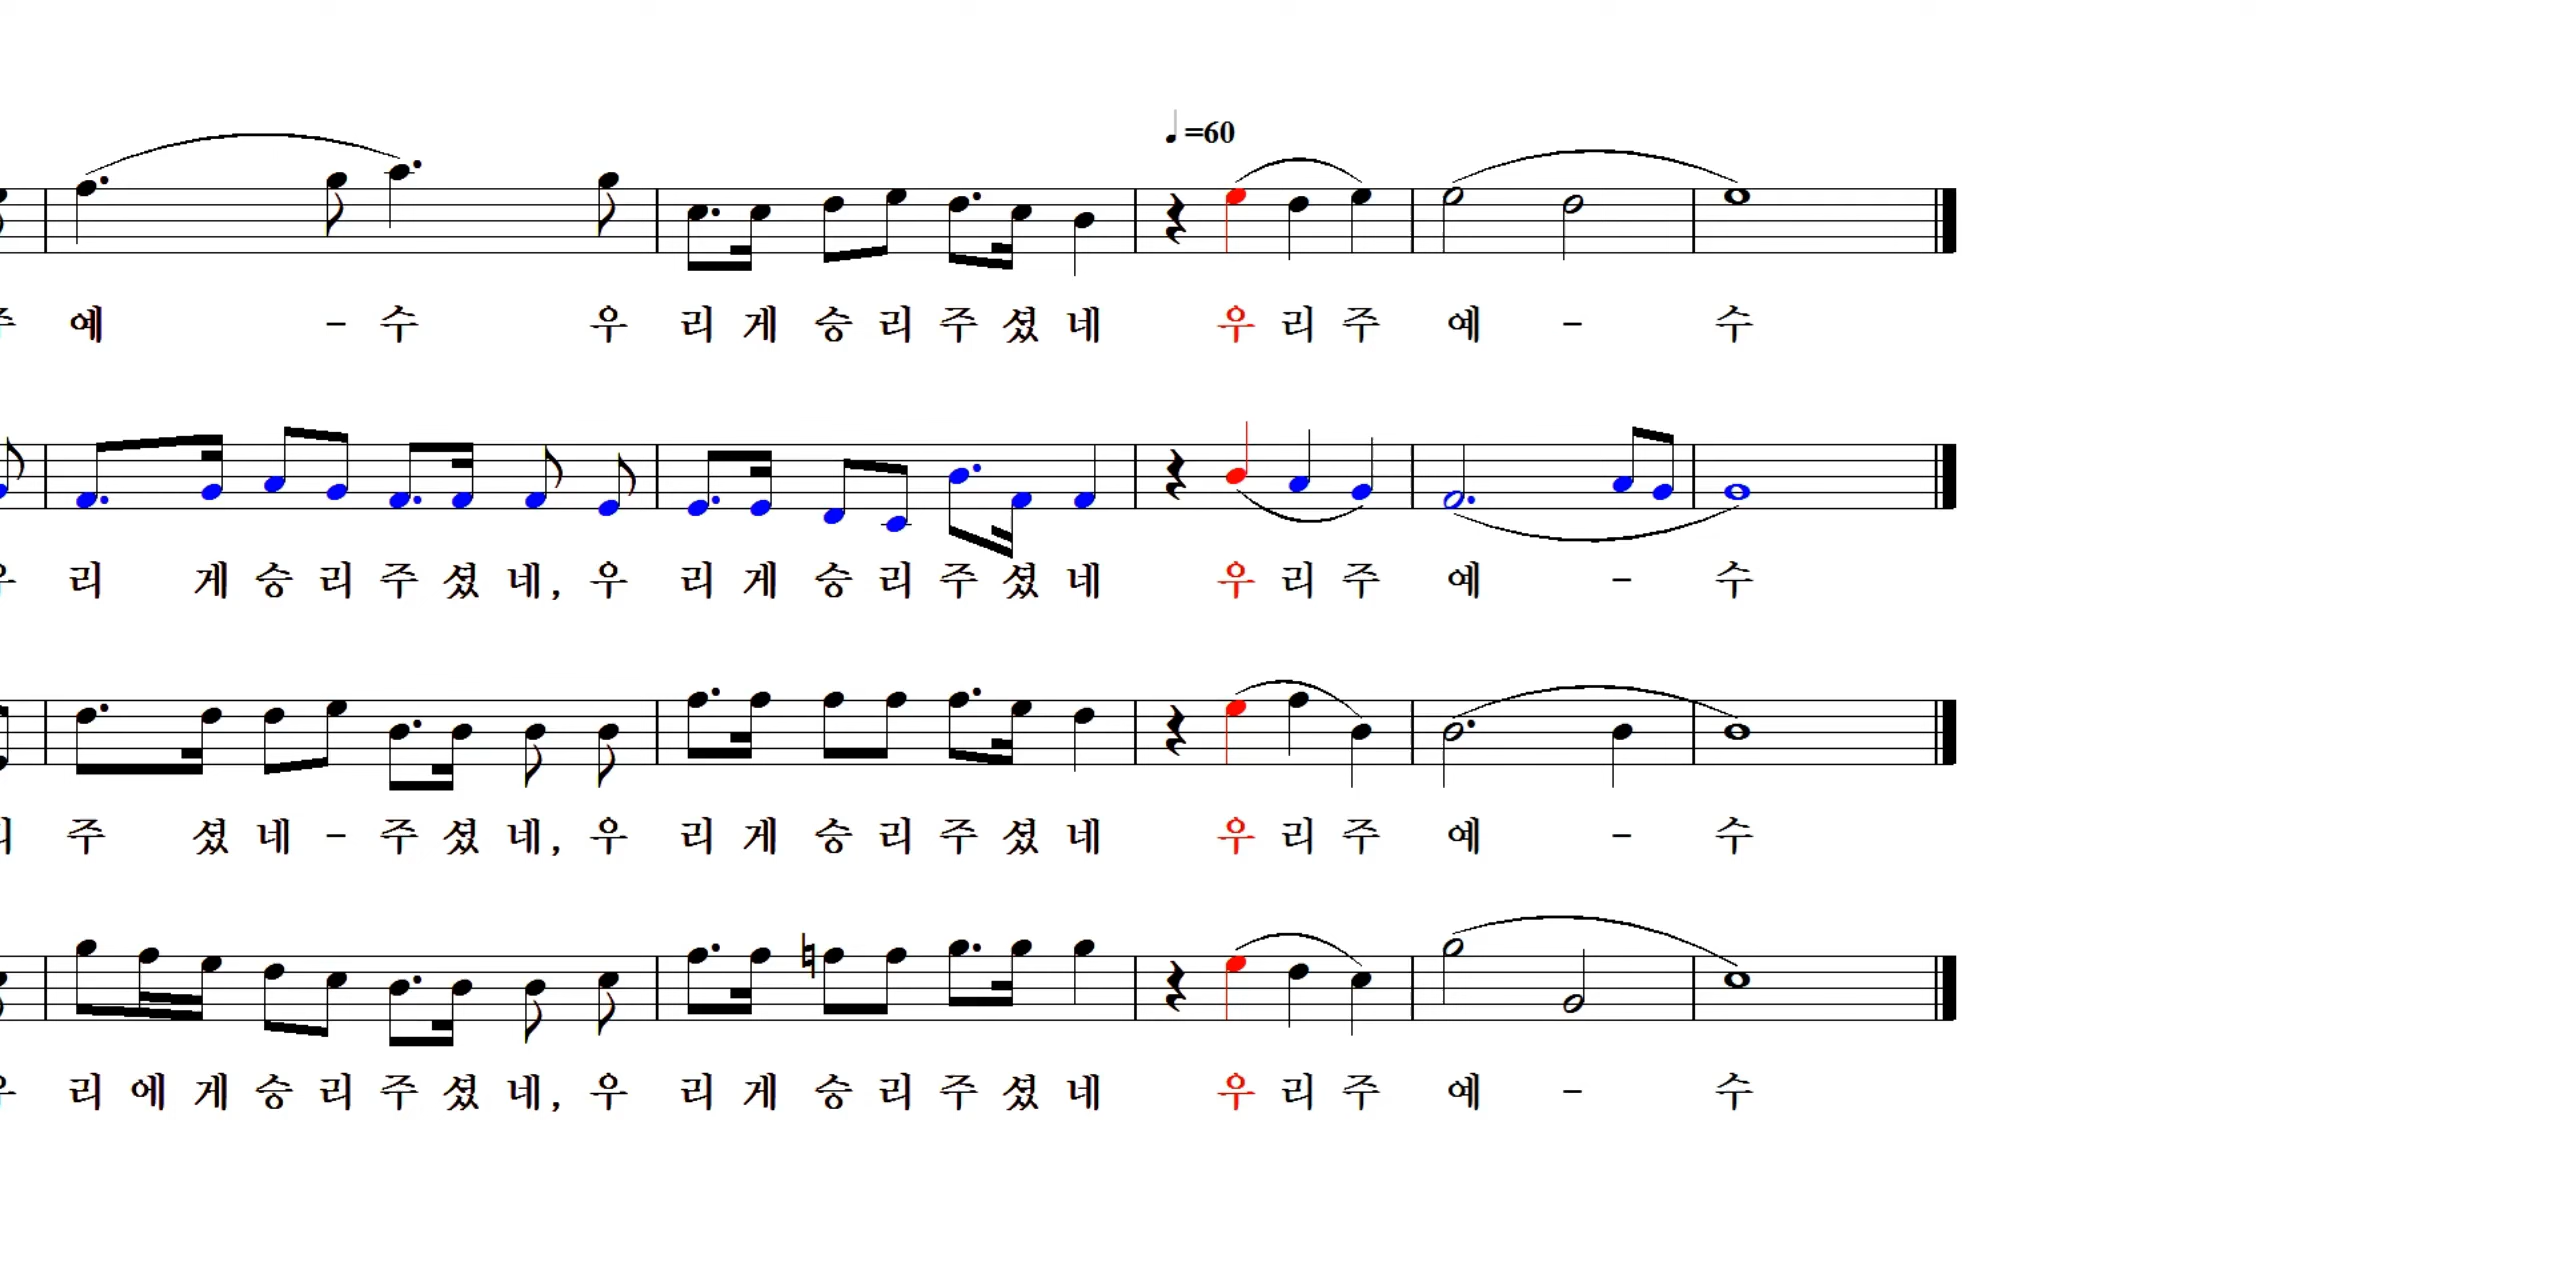 =60
예 - 수 우 리 게 승 리 주 셨 네 우 리 주 예 - 수
리 게 승 리 주 셨 네, 우 리 게 승 리 주 셨 네 우 리 주 예 - 수
주 셨 네 - 주 셨 네, 우 리 게 승 리 주 셨 네 우 리 주 예 - 수
리 에 게 승 리 주 셨 네, 우 리 게 승 리 주 셨 네 우 리 주 예 - 수